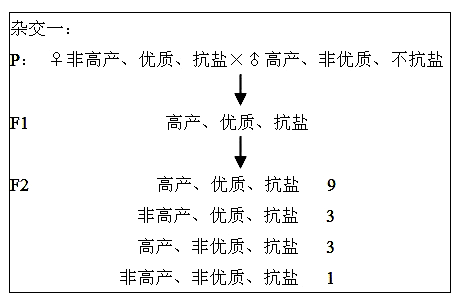 杂交一：
P： ♀非高产、优质、抗盐×♂高产、非优质、不抗盐
F1 高产、优质、抗盐
F2 高产、优质、抗盐 9
非高产、优质、抗盐 3
高产、非优质、抗盐 3
非高产、非优质、抗盐 1